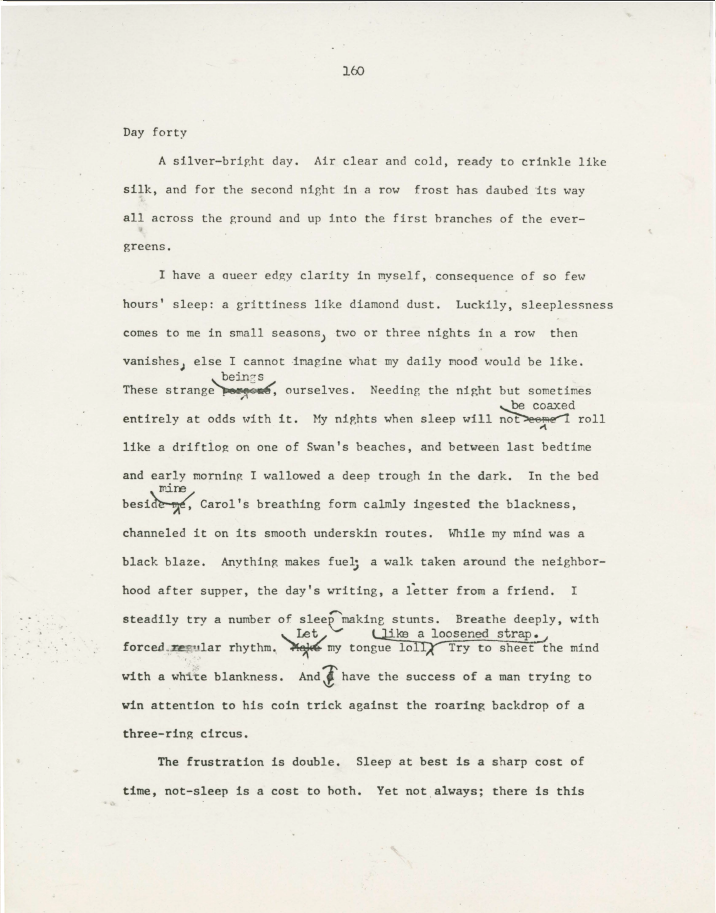 160
Day forty
A silver-bright day. Air clear and cold, ready to crinkle like
silk, and for the second night in a row frost has daubed its way
all across the ground and up into the first branches of the ever-
greens.
I have a queer edgy clarity in myself, consequence of so few
hours' sleep: a grittiness like diamond dust. Luckily, sleeplessness
comes to me in small seasons, two or three nights in a row then
vanishes, else I cannot imagine what my daily mood would be like.
beings
These strange persons, ourselves. Needing the night but sometimes
be coaxed
entirely at odds with it. My nights when sleep will not come I roll
like a driftlog on one of Swan's beaches, and between last bedtime
and early morning I wallowed a deep trough in the dark. In the bed
mine
beside me, Carol's breathing form calmly ingested the blackness,
channeled it on its smooth underskin routes. While my mind was a
black blaze. Anything makes fuel; a walk taken around the neighbor-
hood after supper, the day's writing, a letter from a friend. I
steadily try a number of sleep making stunts. Breathe deeply, with
Let like a loosened strap.
forced regular rhythm. Make my tongue loll. Try to sheet the mind
with a white blankness. And I have the success of a man trying to
win attention to his coin trick against the roaring backdrop of a
three-ring circus.
The frustration is double. Sleep at best is a sharp cost of
time, not-sleep is a cost to both. Yet not always; there is this